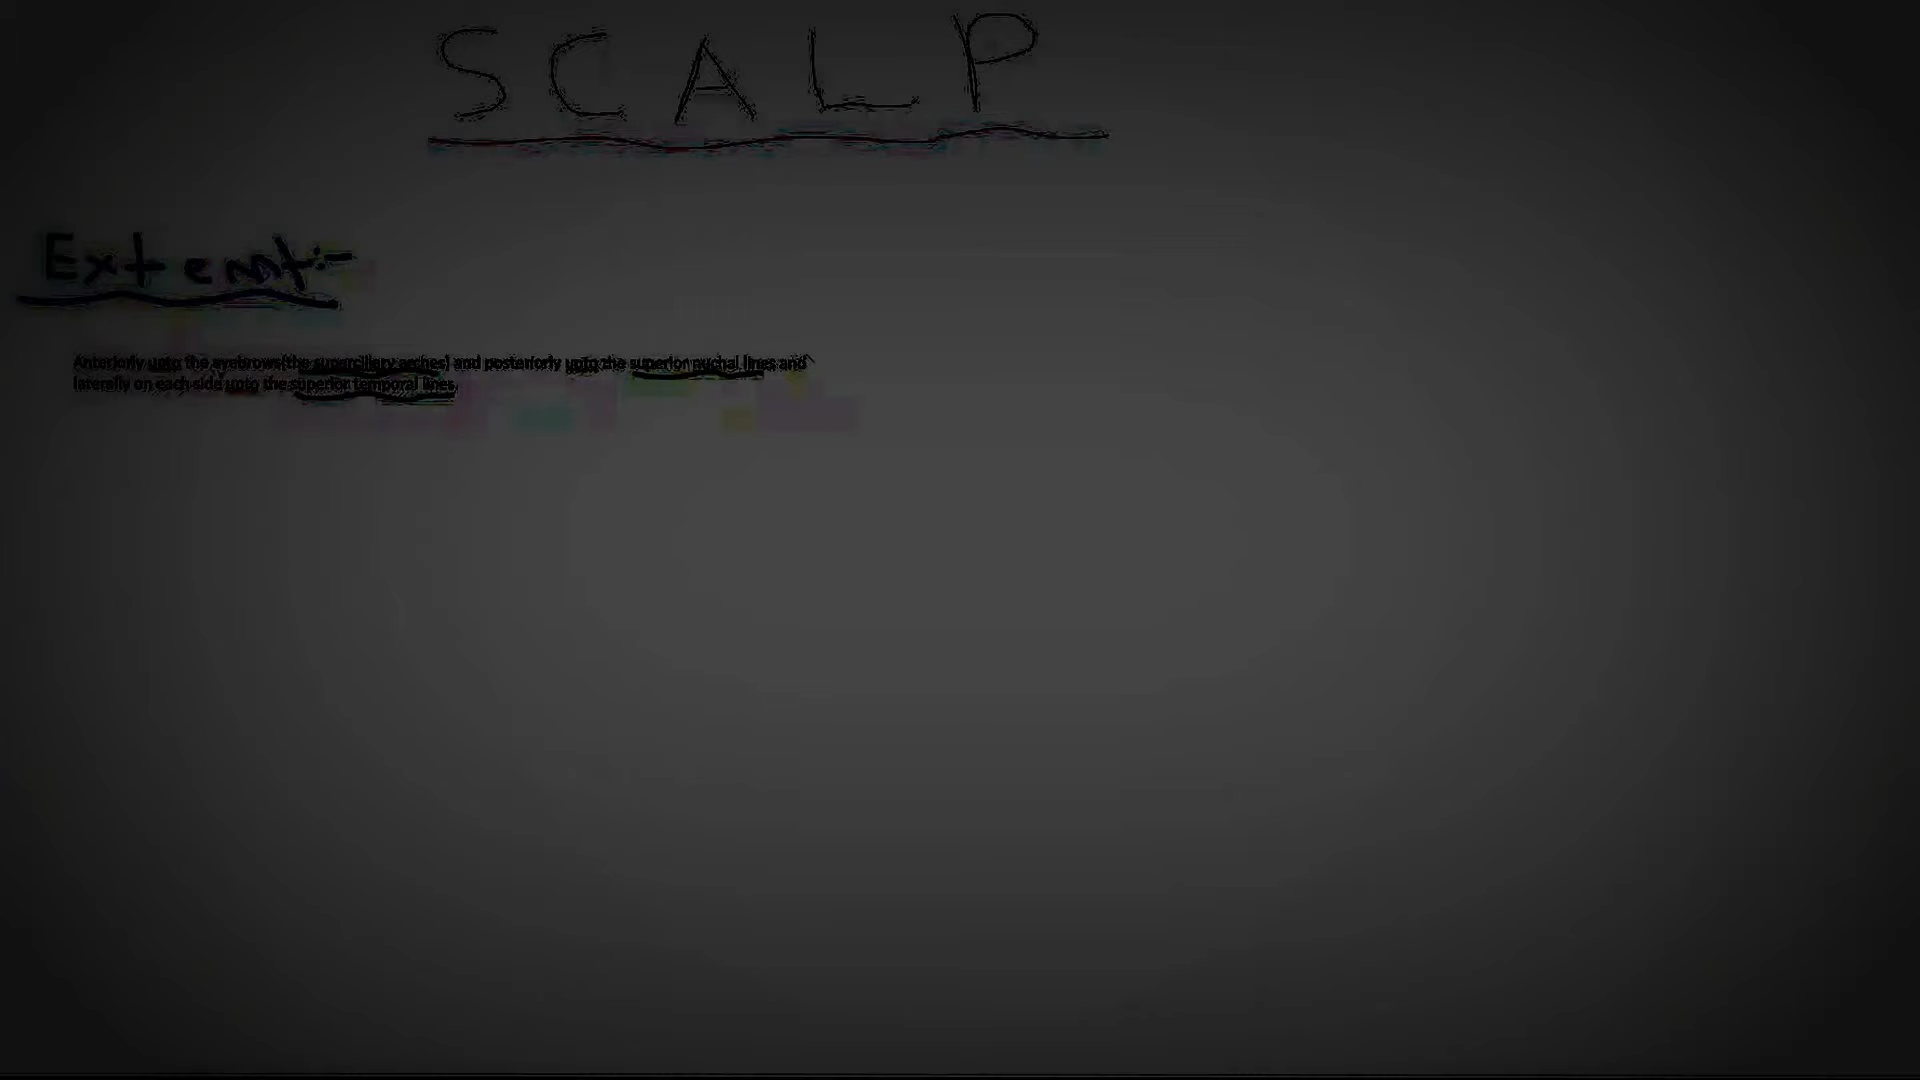 SCALP
Extent:-
Anteriorly upto the eyebrows(the superciliary arches) and posteriorly upto the superior nuchal lines and
laterally on each side upto the superior temporal lines